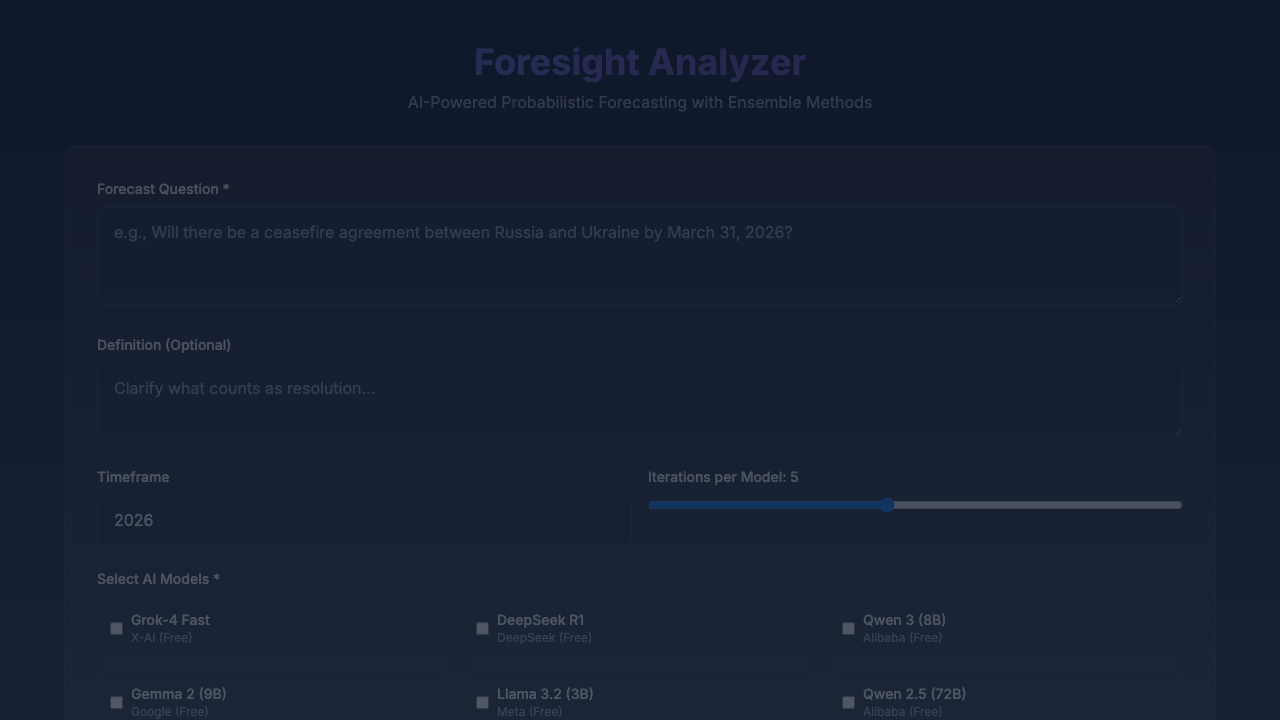 Foresight Analyzer
AI-Powered Probabilistic Forecasting with Ensemble Methods
Forecast Question *
e.g., Will there be a ceasefire agreement between Russia and Ukraine by March 31, 2026?
Definition (Optional)
Clarify what counts as resolution...
Timeframe
Iterations per Model: 5
2026
Select AI Models *
Grok-4 Fast
X-AI (Free)
DeepSeek R1
DeepSeek (Free)
Qwen 3 (8B)
Alibaba (Free)
Gemma 2 (9B)
Google (Free)
Llama 3.2 (3B)
Meta (Free)
Qwen 2.5 (72B)
Alibaba (Free)